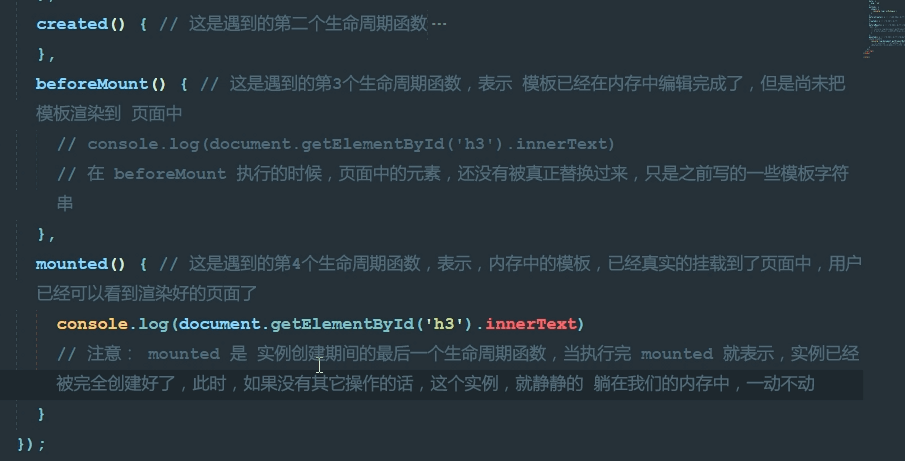 created() { // 这是遇到的第二个生命周期函数…
},
beforeMount() { // 这是遇到的第3个生命周期函数，表示 模板已经在内存中编辑完成了，但是尚未把
模板渲染到 页面中
// console.log(document.getElementById('h3').innerText)
// 在 beforeMount 执行的时候，页面中的元素，还没有被真正替换过来，只是之前写的一些模板字符
串
},
mounted() { // 这是遇到的第4个生命周期函数，表示，内存中的模板，已经真实的挂载到了页面中，用户
已经可以看到渲染好的页面了
console.log(document.getElementById('h3').innerText)
// 注意： mounted 是 实例创建期间的最后一个生命周期函数，当执行完 mounted 就表示，实例已经
被完全创建好了，此时，如果没有其它操作的话，这个实例，就静静的 躺在我们的内存中，一动不动
}
});